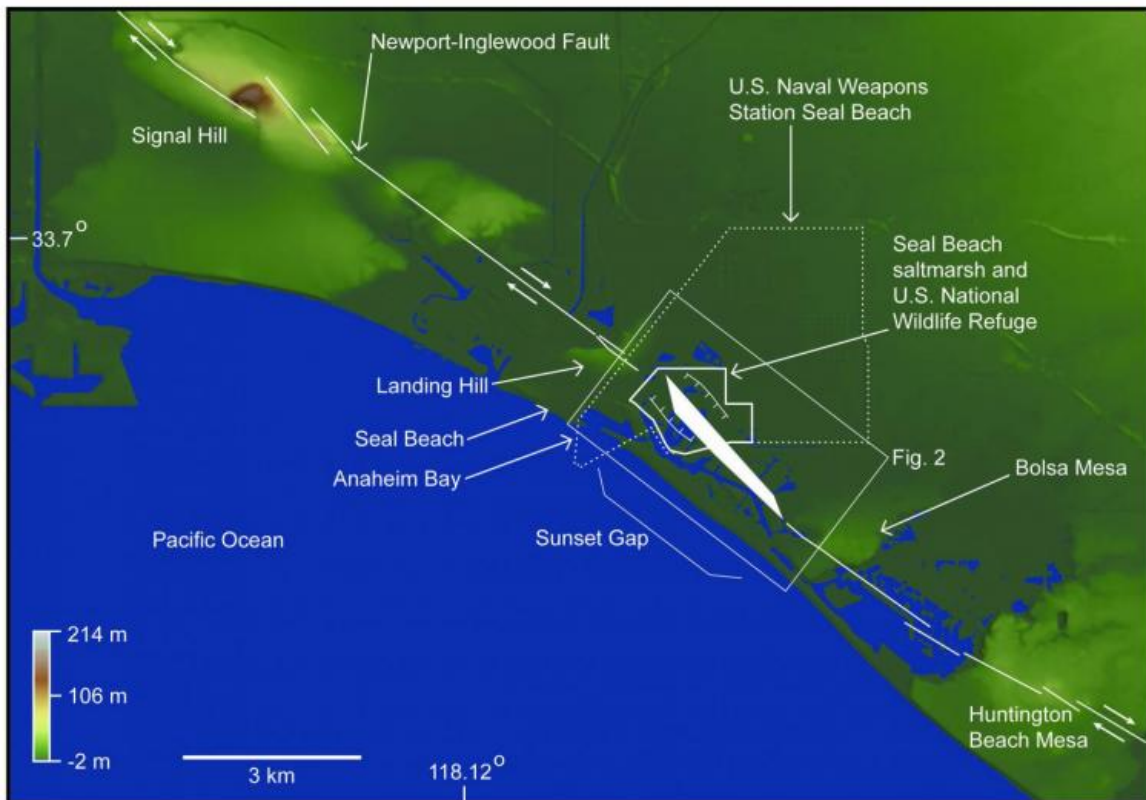 Newport-Inglewood Fault
U.S. Naval Weapons
Station Seal Beach
Signal Hill
33.7°
Seal Beach
saltmarsh and
U.S. National
Wildlife Refuge
Landing Hill
Seal Beach
Anaheim Bay
Fig. 2
Bolsa Mesa
Pacific Ocean
Sunset Gap
214 m
106 m
-2 m
3 km
118.12°
Huntington
Beach Mesa